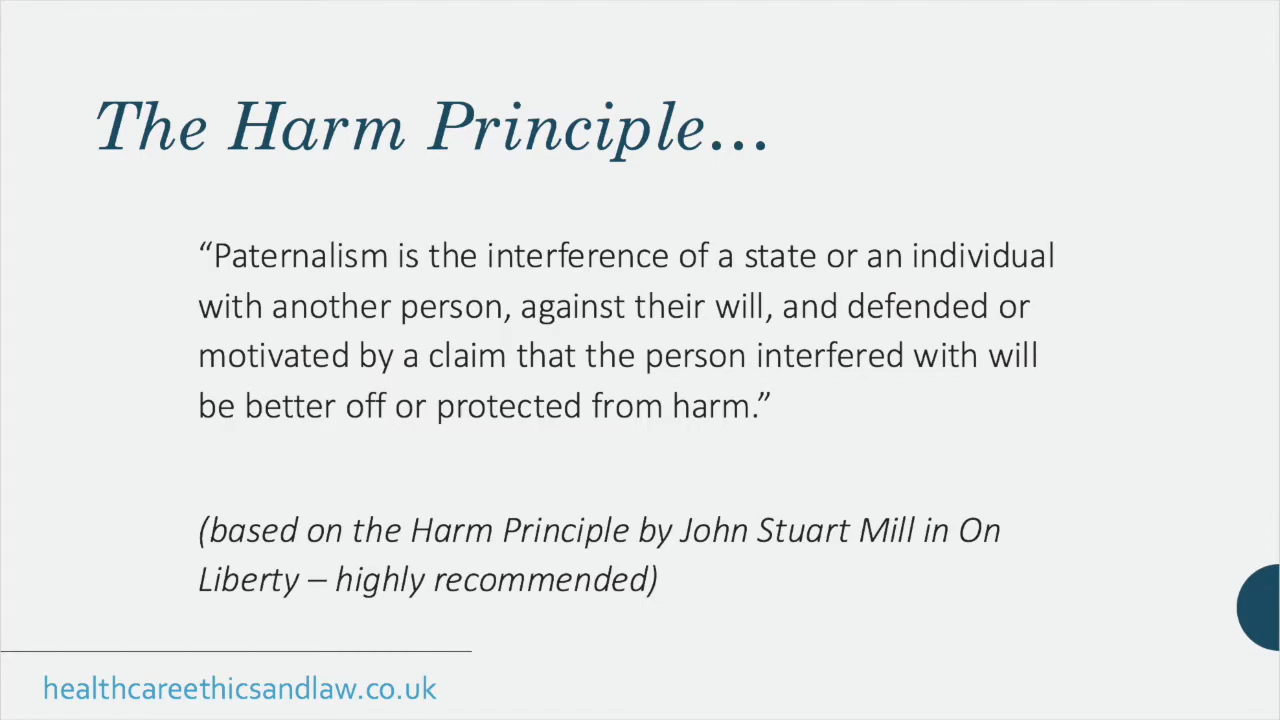 The Harm Principle...
“Paternalism is the interference of a state or an individual
with another person, against their will, and defended or
motivated by a claim that the person interfered with will
be better off or protected from harm.”
(based on the Harm Principle by John Stuart Mill in On
Liberty – highly recommended)
healthcareethicsandlaw.co.uk